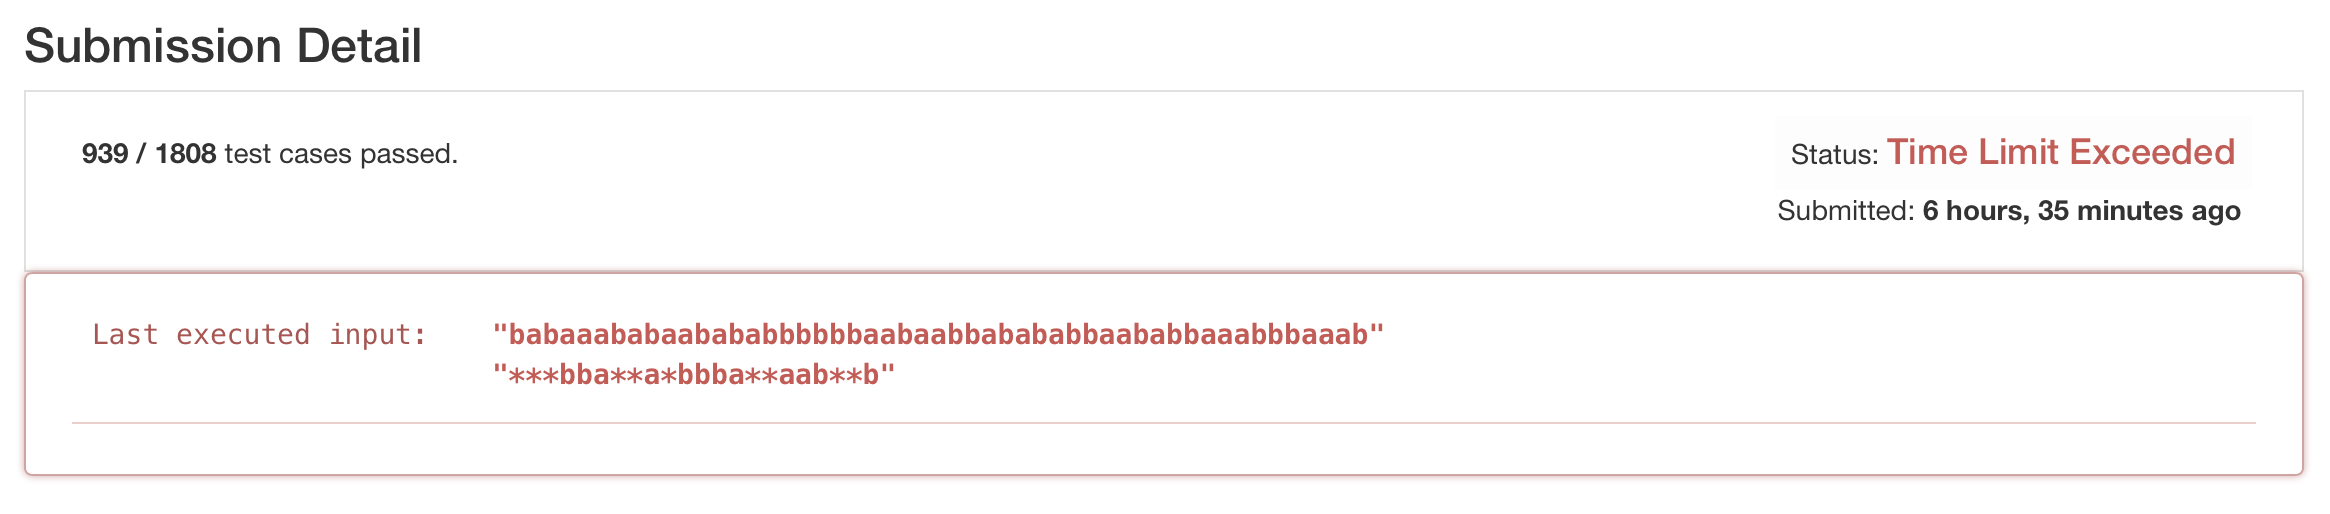 Submission Detail
939 / 1808 test cases passed.
Status: Time Limit Exceeded
Submitted: 6 hours, 35 minutes ago
Last executed input: "babaaababaabababbbbbbaabaabbabababbaababbaaabbbaaab"
"***bba**a*bbba**aab**b"